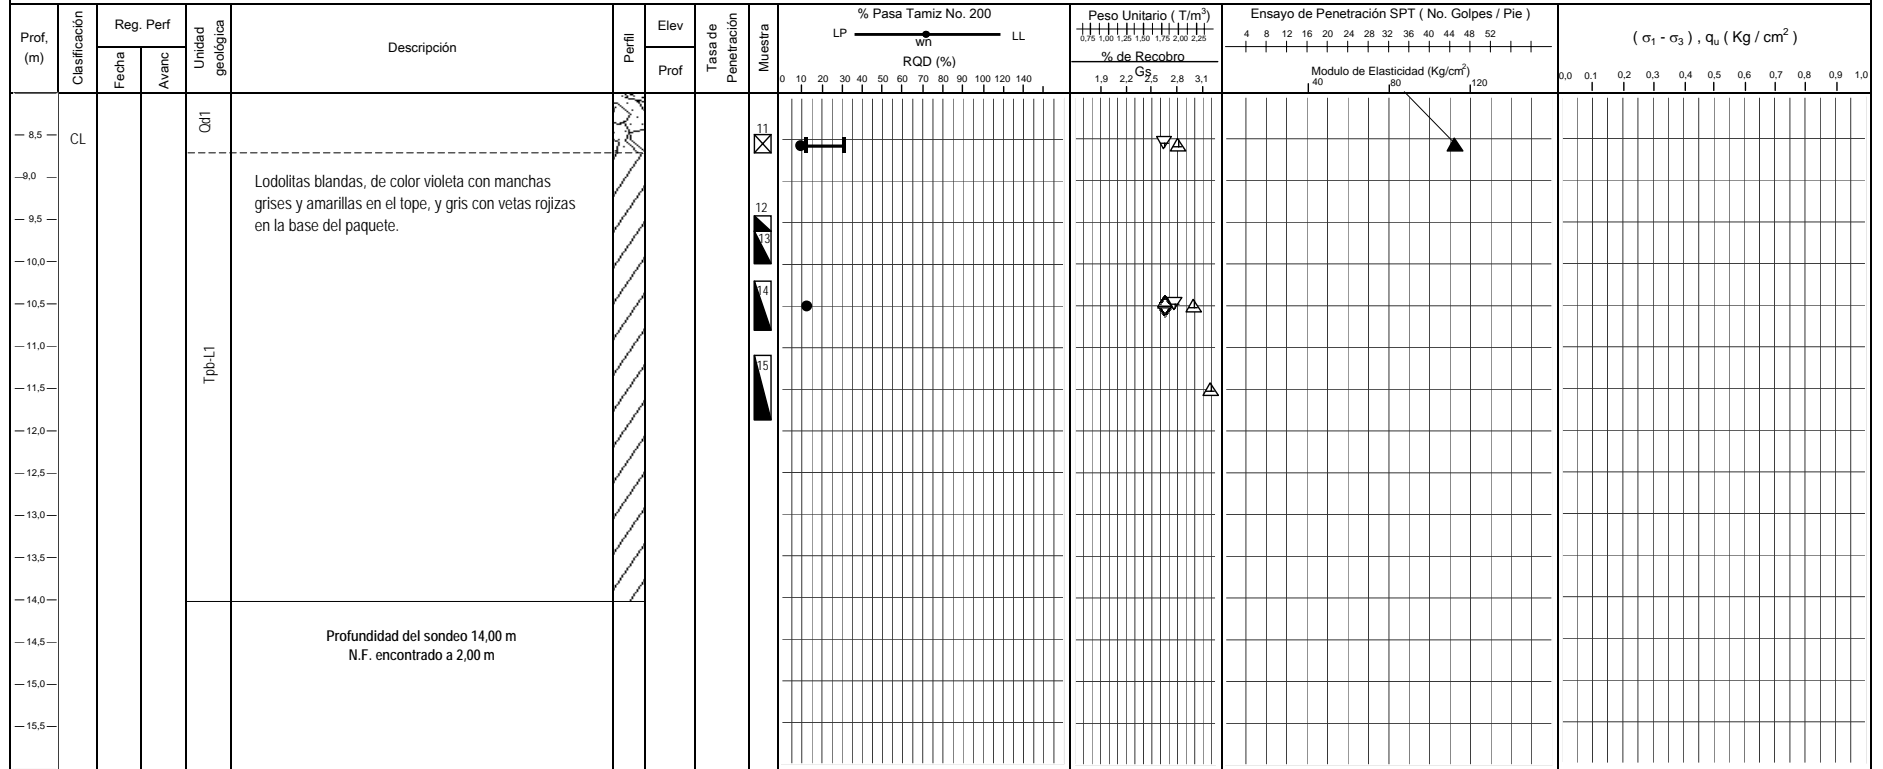 Prof,
(m)
Clasificación
Reg. Perf
Fecha
Avanc
Unidad
geológica
Descripción
Perfil
Elev
Prof
Tasa de
Penetración
Muestra
% Pasa Tamiz No. 200
LP
wn
LL
RQD (%)
0 10 20 30 40 50 60 70 80 90 100 120 140
Peso Unitario ( T/m3)
0,75 1,00 1,25 1,50 1,75 2,00 2,25
% de Recobro
Gs
1,9 2,2 2,5 2,8 3,1
Ensayo de Penetración SPT ( No. Golpes / Pie )
4 8 12 16 20 24 28 32 36 40 44 48 52
Modulo de Elasticidad (Kg/cm2)
40 80 120
( σ1 - σ3 ) , qu ( Kg / cm2 )
0,0 0,1 0,2 0,3 0,4 0,5 0,6 0,7 0,8 0,9 1,0
8,5
CL
Qd1
11
9,0
Lodolitas blandas, de color violeta con manchas
grises y amarillas en el tope, y gris con vetas rojizas
en la base del paquete.
9,5
12
13
10,0
10,5
14
11,0
Tpb-L1
15
11,5
12,0
12,5
13,0
13,5
14,0
Profundidad del sondeo 14,00 m
14,5
N.F. encontrado a 2,00 m
15,0
15,5